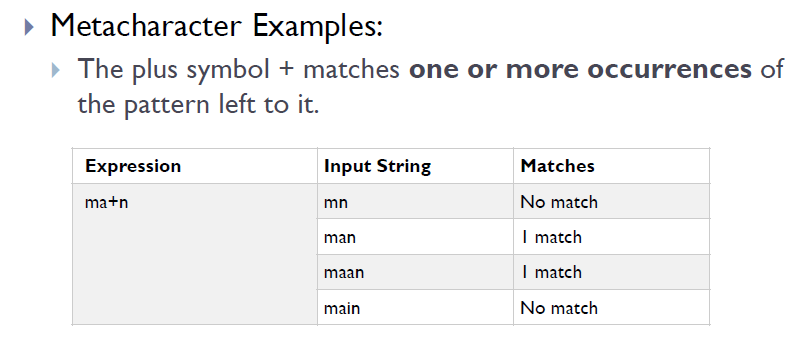 Metacharacter Examples:
The plus symbol + matches one or more occurrences of
the pattern left to it.
Expression Input String Matches
ma+n mn No match
man 1 match
maan 1 match
main No match